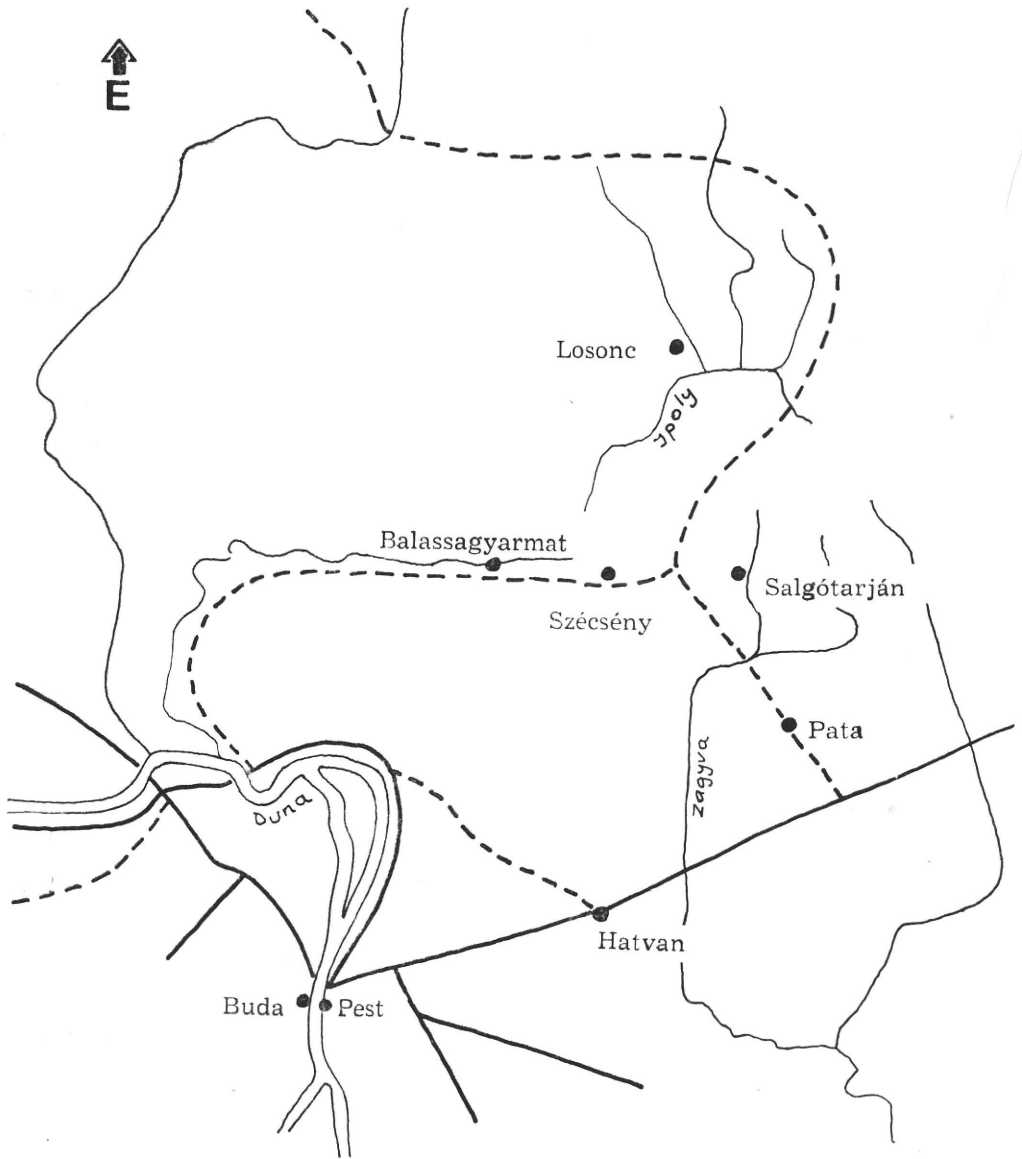 E
Losonc
Ipoly
Balassagyarmat
Szécsény
Salgótarján
Pata
Zagyva
Duna
Hatvan
Buda
Pest